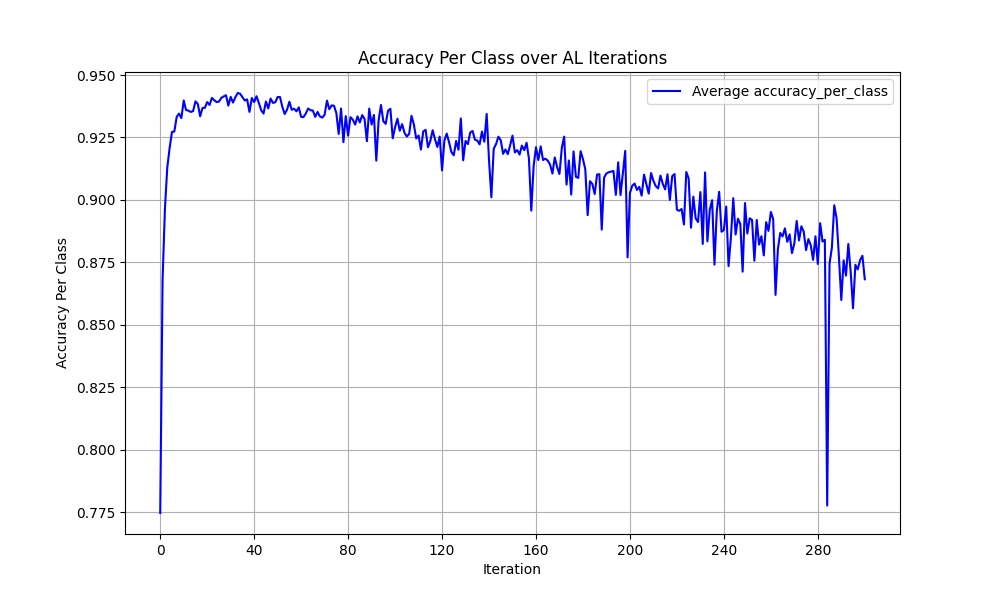 Accuracy Per Class over AL Iterations
Average accuracy_per_class
Accuracy Per Class
0.950
0.925
0.900
0.875
0.850
0.825
0.800
0.775
0 40 80 120 160 200 240 280
Iteration